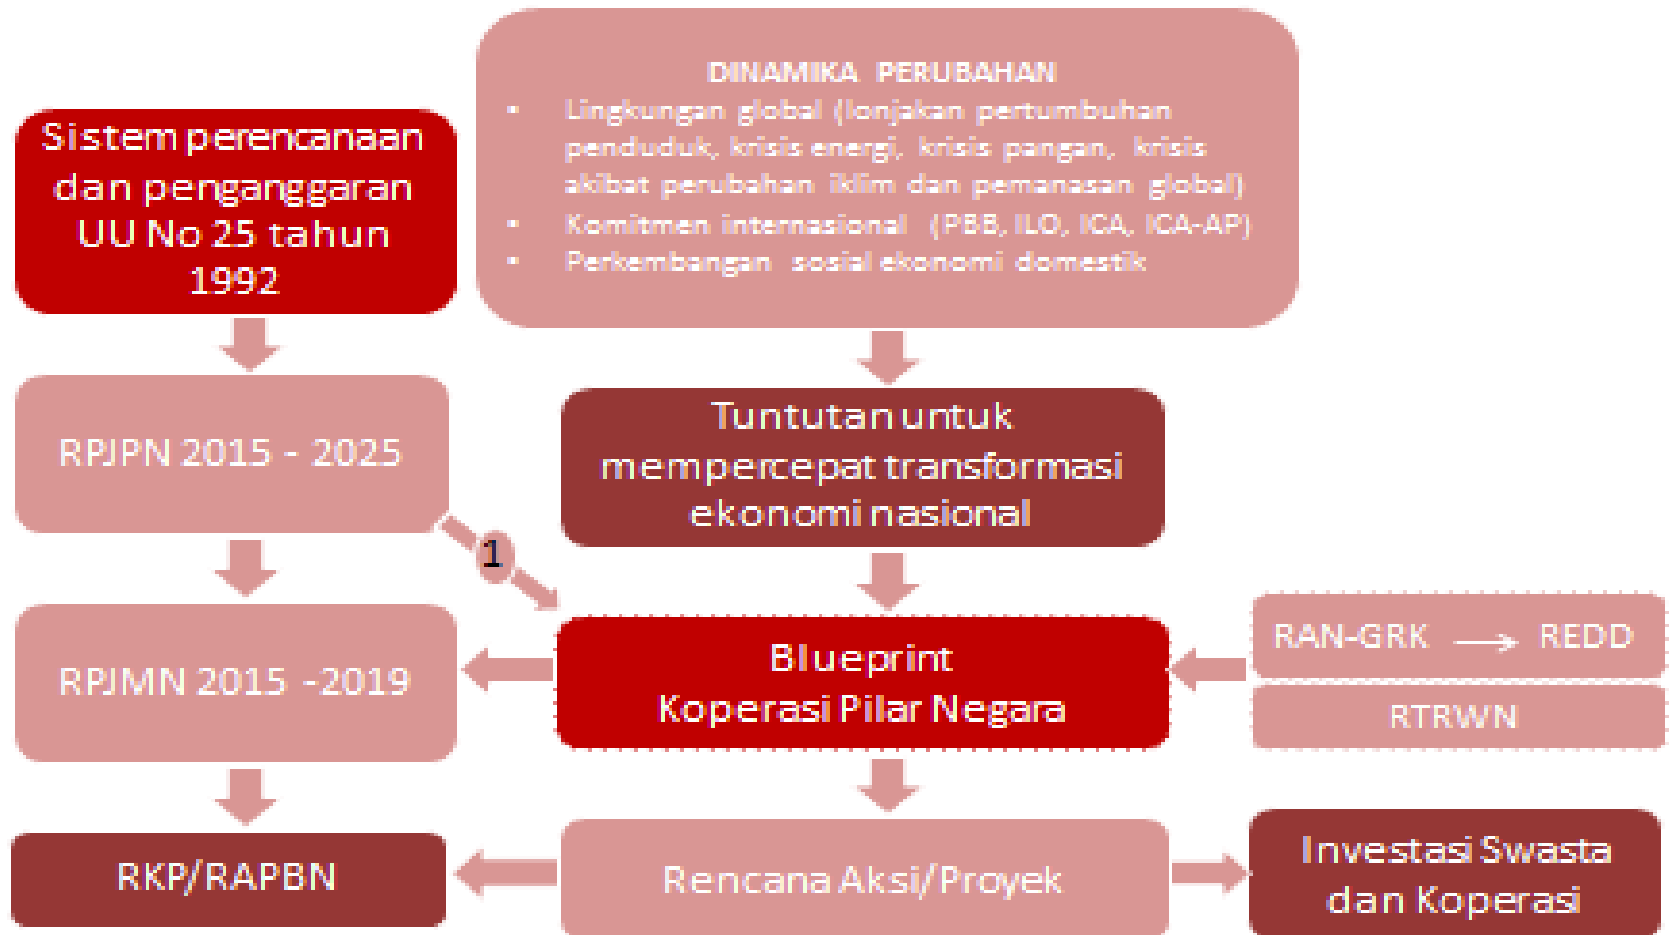 Sistem perencanaan
dan penganggaran
UU No 25 tahun
1992
DINAMIKA PERUBAHAN
• Lingkungan global (lonjakan pertumbuhan
penduduk, krisis energi, krisis pangan, krisis
akibat perubahan iklim dan pemanasan global)
• Komitmen internasional (PBB, ILO, ICA, ICA-AP)
• Perkembangan sosial ekonomi domestik
RPJPN 2015 - 2025
Tuntutan untuk
mempercepat transformasi
ekonomi nasional
1
RPJMN 2015 -2019
Blueprint
Koperasi Pilar Negara
RAN-GRK → REDD
RTRWN
RKP/RAPBN
Rencana Aksi/Proyek
Investasi Swasta
dan Koperasi